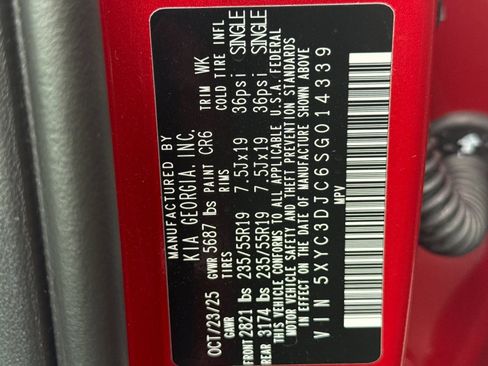 MANUFACTURED BY
KIA GEORGIA, INC.
OCT/23/25 GVWR 5687 lbs PAINT CR6 TRIM WK
GAWR RIMS COLD TIRE INFL
FRONT 2821 lbs 235/55R19 7.5Jx19 36psi SINGLE
REAR 3174 lbs 235/55R19 7.5Jx19 36psi SINGLE
THIS VEHICLE CONFORMS TO ALL APPLICABLE U.S.A. FEDERAL
MOTOR VEHICLE SAFETY AND THEFT PREVENTION STANDARDS
IN EFFECT ON THE DATE OF MANUFACTURE SHOWN ABOVE
VIN 5XYC3DJC6SG014339
MPV